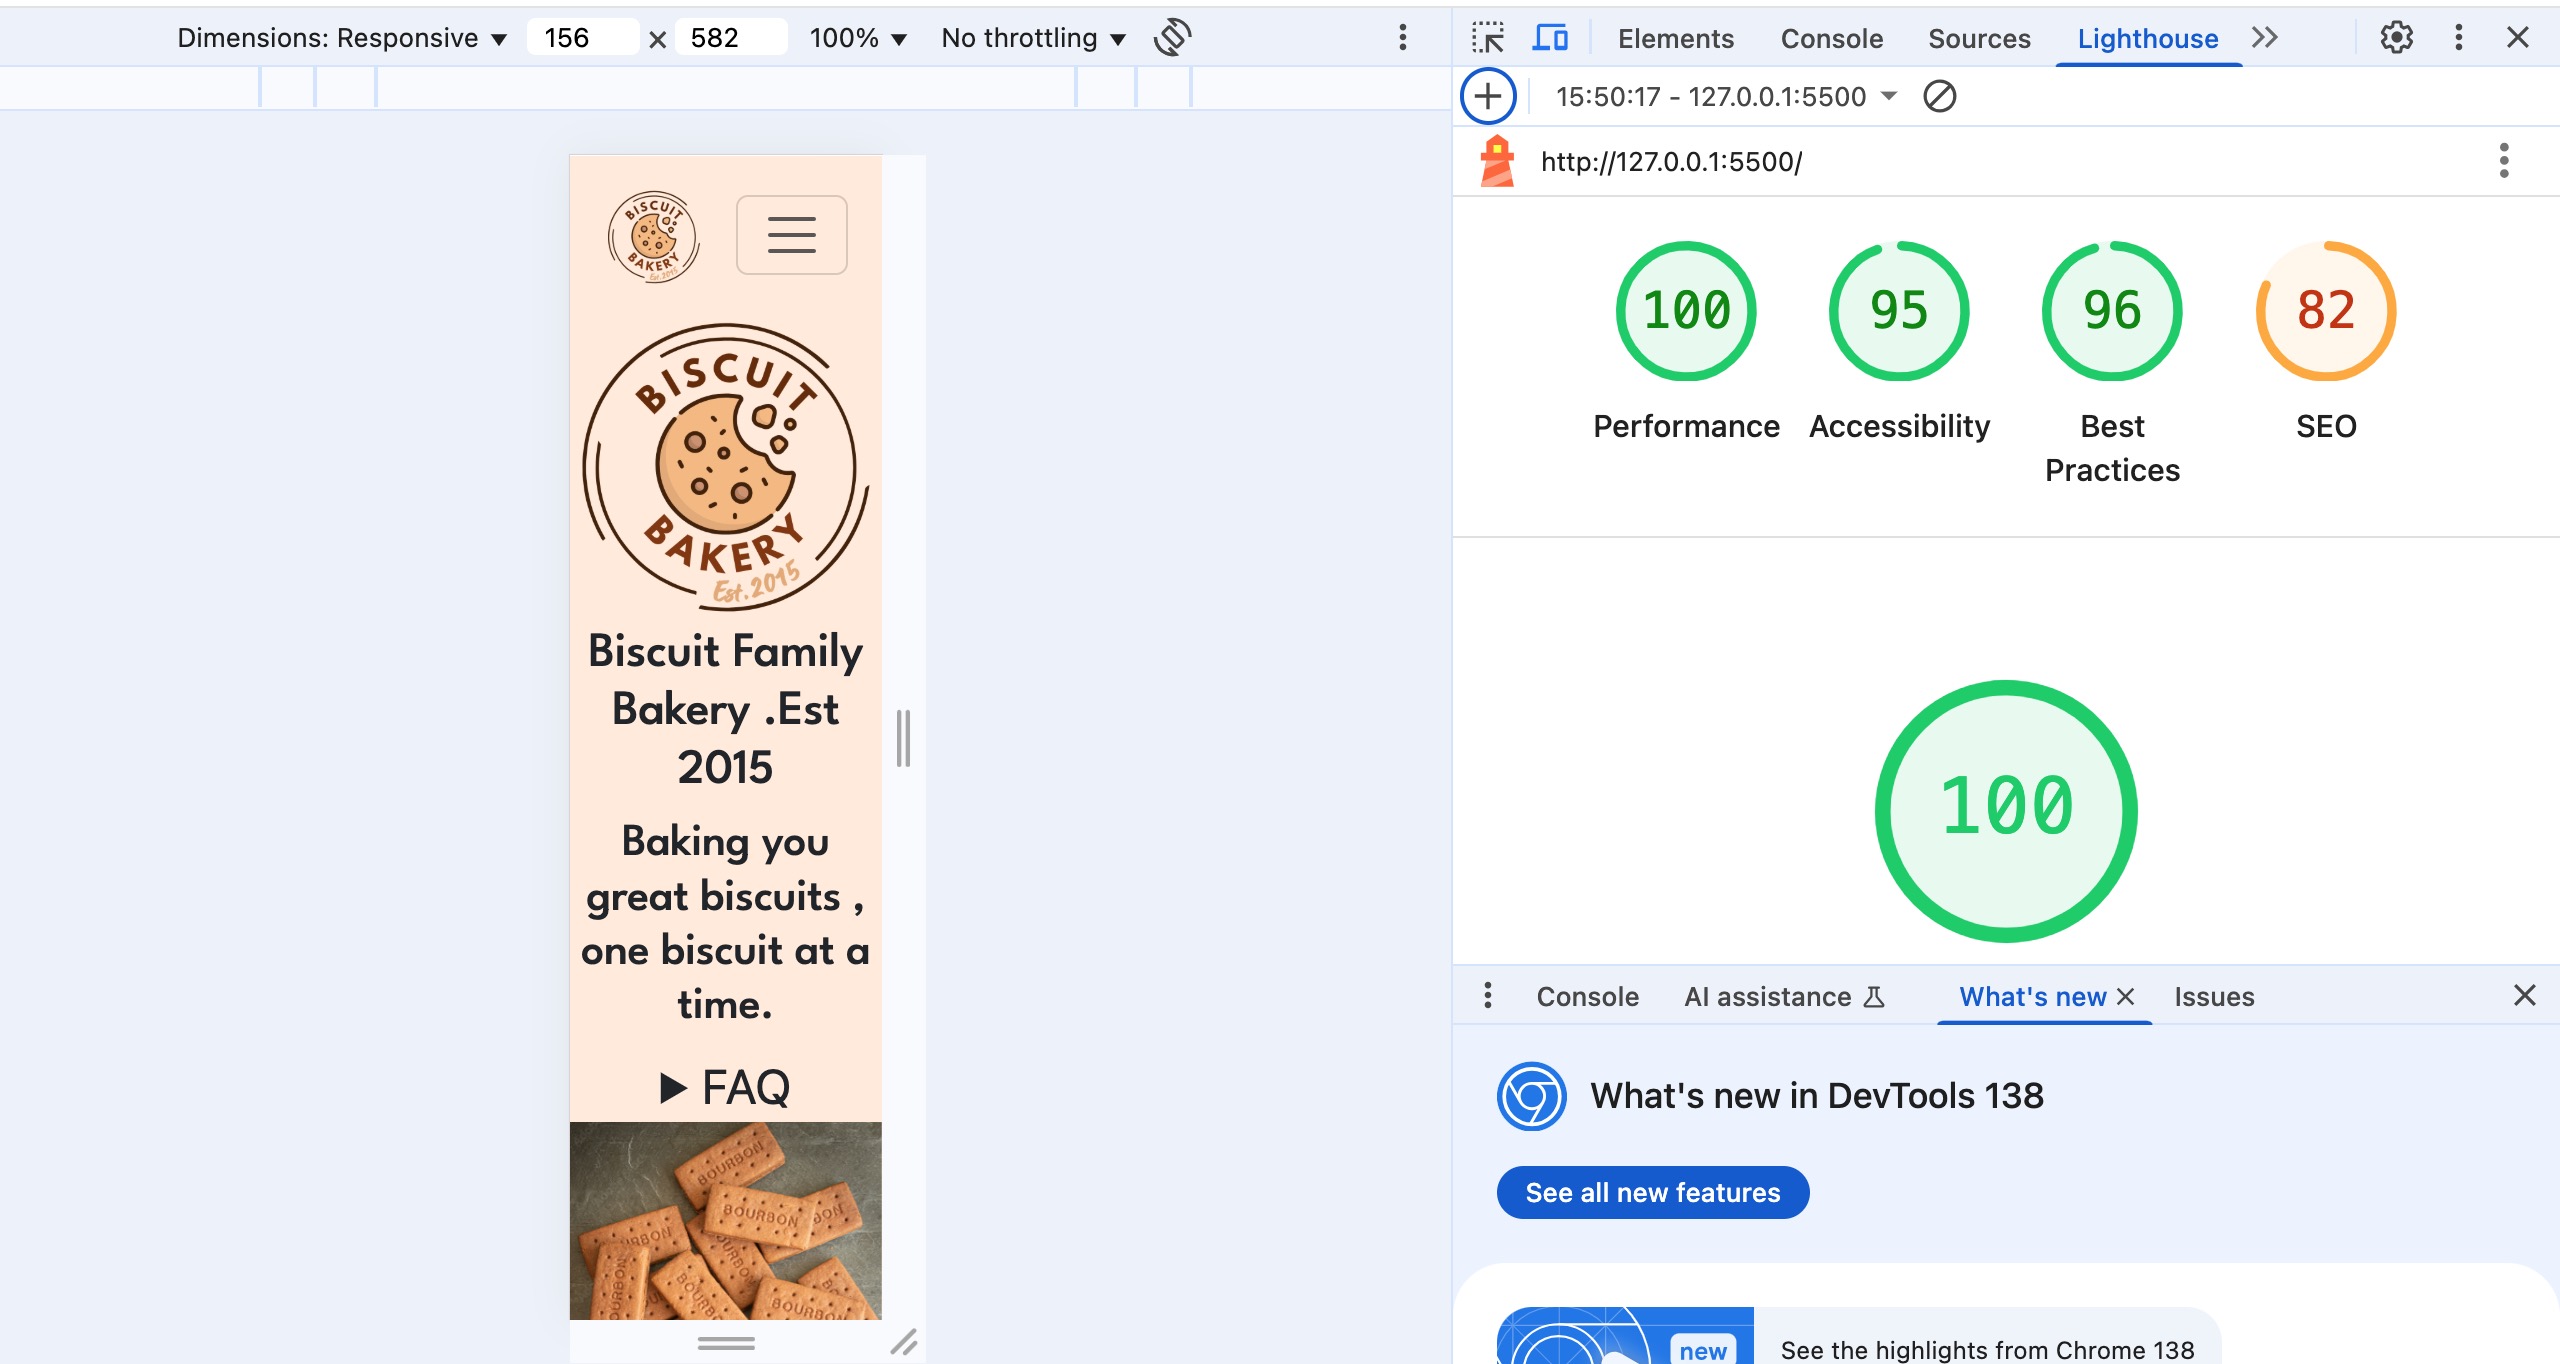 Dimensions: Responsive ▼ 156 × 582 100% ▼ No throttling ▼
Elements Console Sources Lighthouse
15:50:17 - 127.0.0.1:5500
http://127.0.0.1:5500/
BISCUIT
BAKERY
Est.2015
100 95 96 82
Performance Accessibility Best Practices SEO
BISCUIT
BAKERY
Est.2015
Biscuit Family
Bakery .Est
2015
Baking you
great biscuits ,
one biscuit at a
time.
▶ FAQ
BOURBON
BOURBON
BOURBON
BOURBON
100
Console AI assistance What's new Issues
What's new in DevTools 138
See all new features
new
See the highlights from Chrome 138